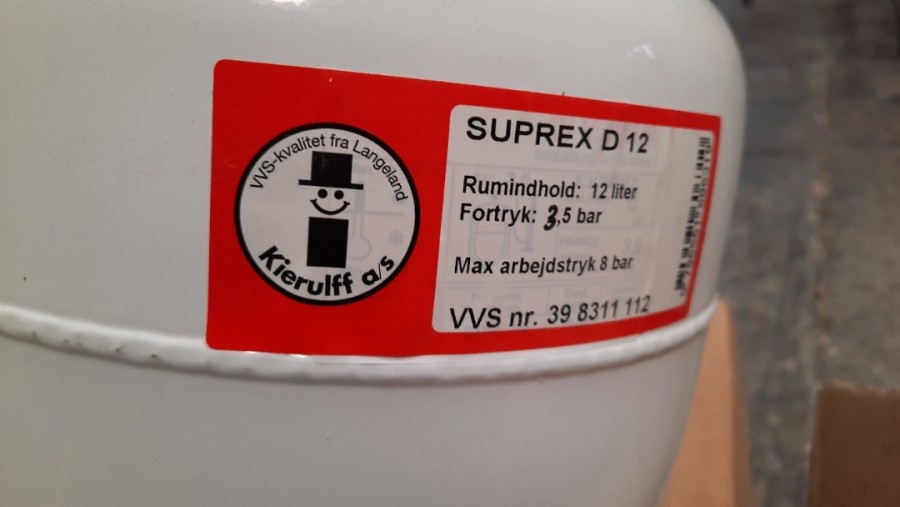 VVS-kvalitet fra Langeland
Kierulff a/s
SUPREX D 12
Rumindhold: 12 liter
Fortryk: 3,5 bar
Max arbejdstryk 8 bar
VVS nr. 39 8311 112